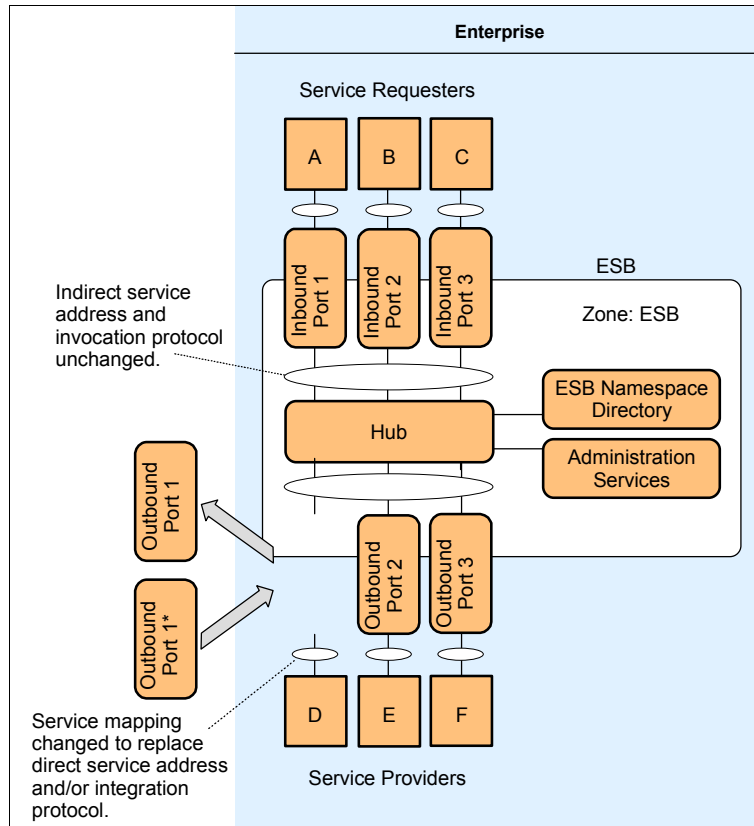 Enterprise
Service Requesters
A
B
C
Inbound
Port 1
Inbound
Port 2
Inbound
Port 3
ESB
Zone: ESB
Indirect service
address and
invocation protocol
unchanged.
ESB Namespace
Directory
Hub
Administration
Services
Outbound
Port 1
Outbound
Port 2
Outbound
Port 3
Outbound
Port 1*
D
E
F
Service mapping
changed to replace
direct service address
and/or integration
protocol.
Service Providers